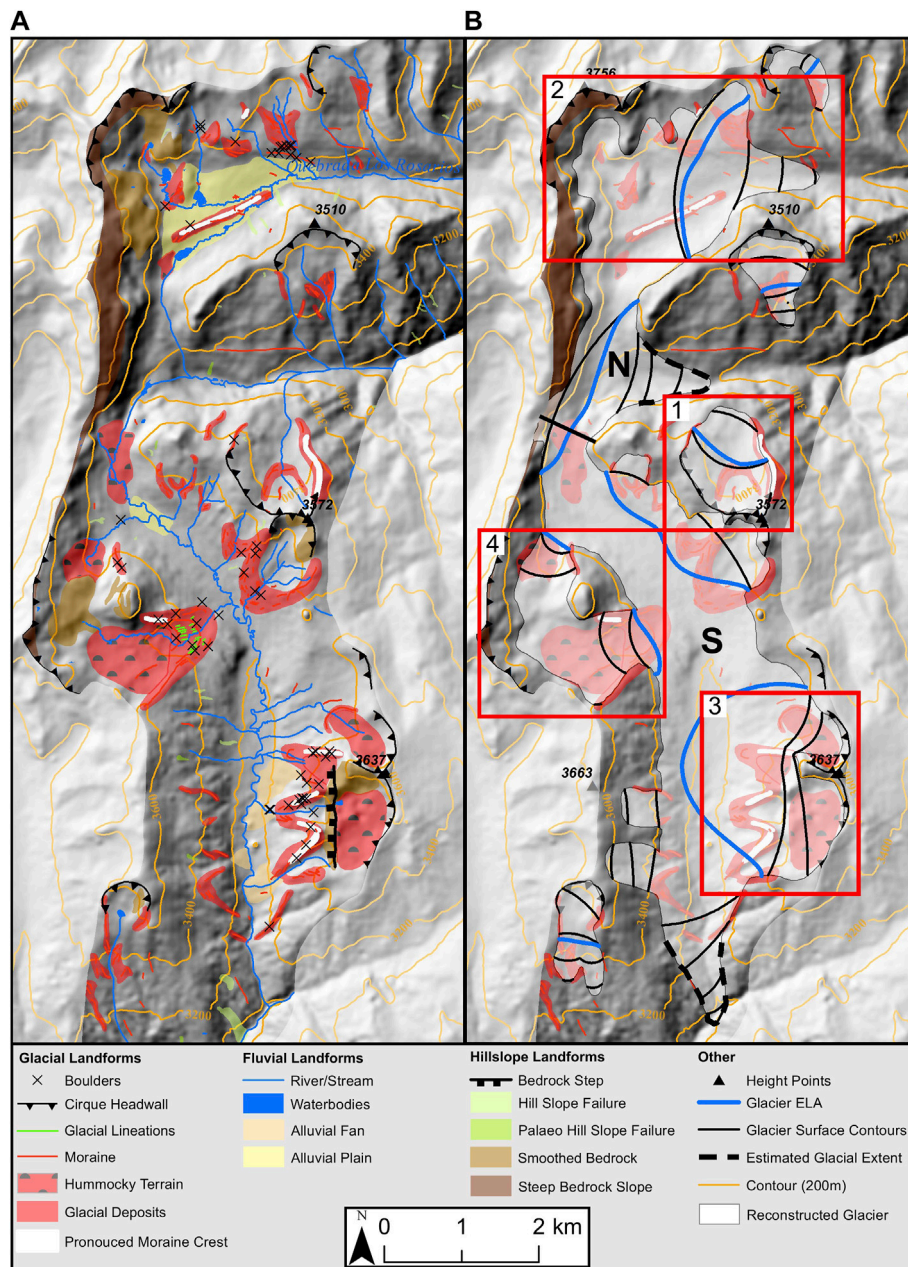 A
B
3756
2
Quebrada
3510
3200
3400
3510
3200
N
1
3572
3572
4
S
3
3637
3637
3663
3400
3200
3200
Glacial Landforms
Boulders
Cirque Headwall
Glacial Lineations
Moraine
Hummocky Terrain
Glacial Deposits
Pronouced Moraine Crest
Fluvial Landforms
River/Stream
Waterbodies
Alluvial Fan
Alluvial Plain
Hillslope Landforms
Bedrock Step
Hill Slope Failure
Palaeo Hill Slope Failure
Smoothed Bedrock
Steep Bedrock Slope
Other
Height Points
Glacier ELA
Glacier Surface Contours
Estimated Glacial Extent
Contour (200m)
Reconstructed Glacier
N
0 1 2 km